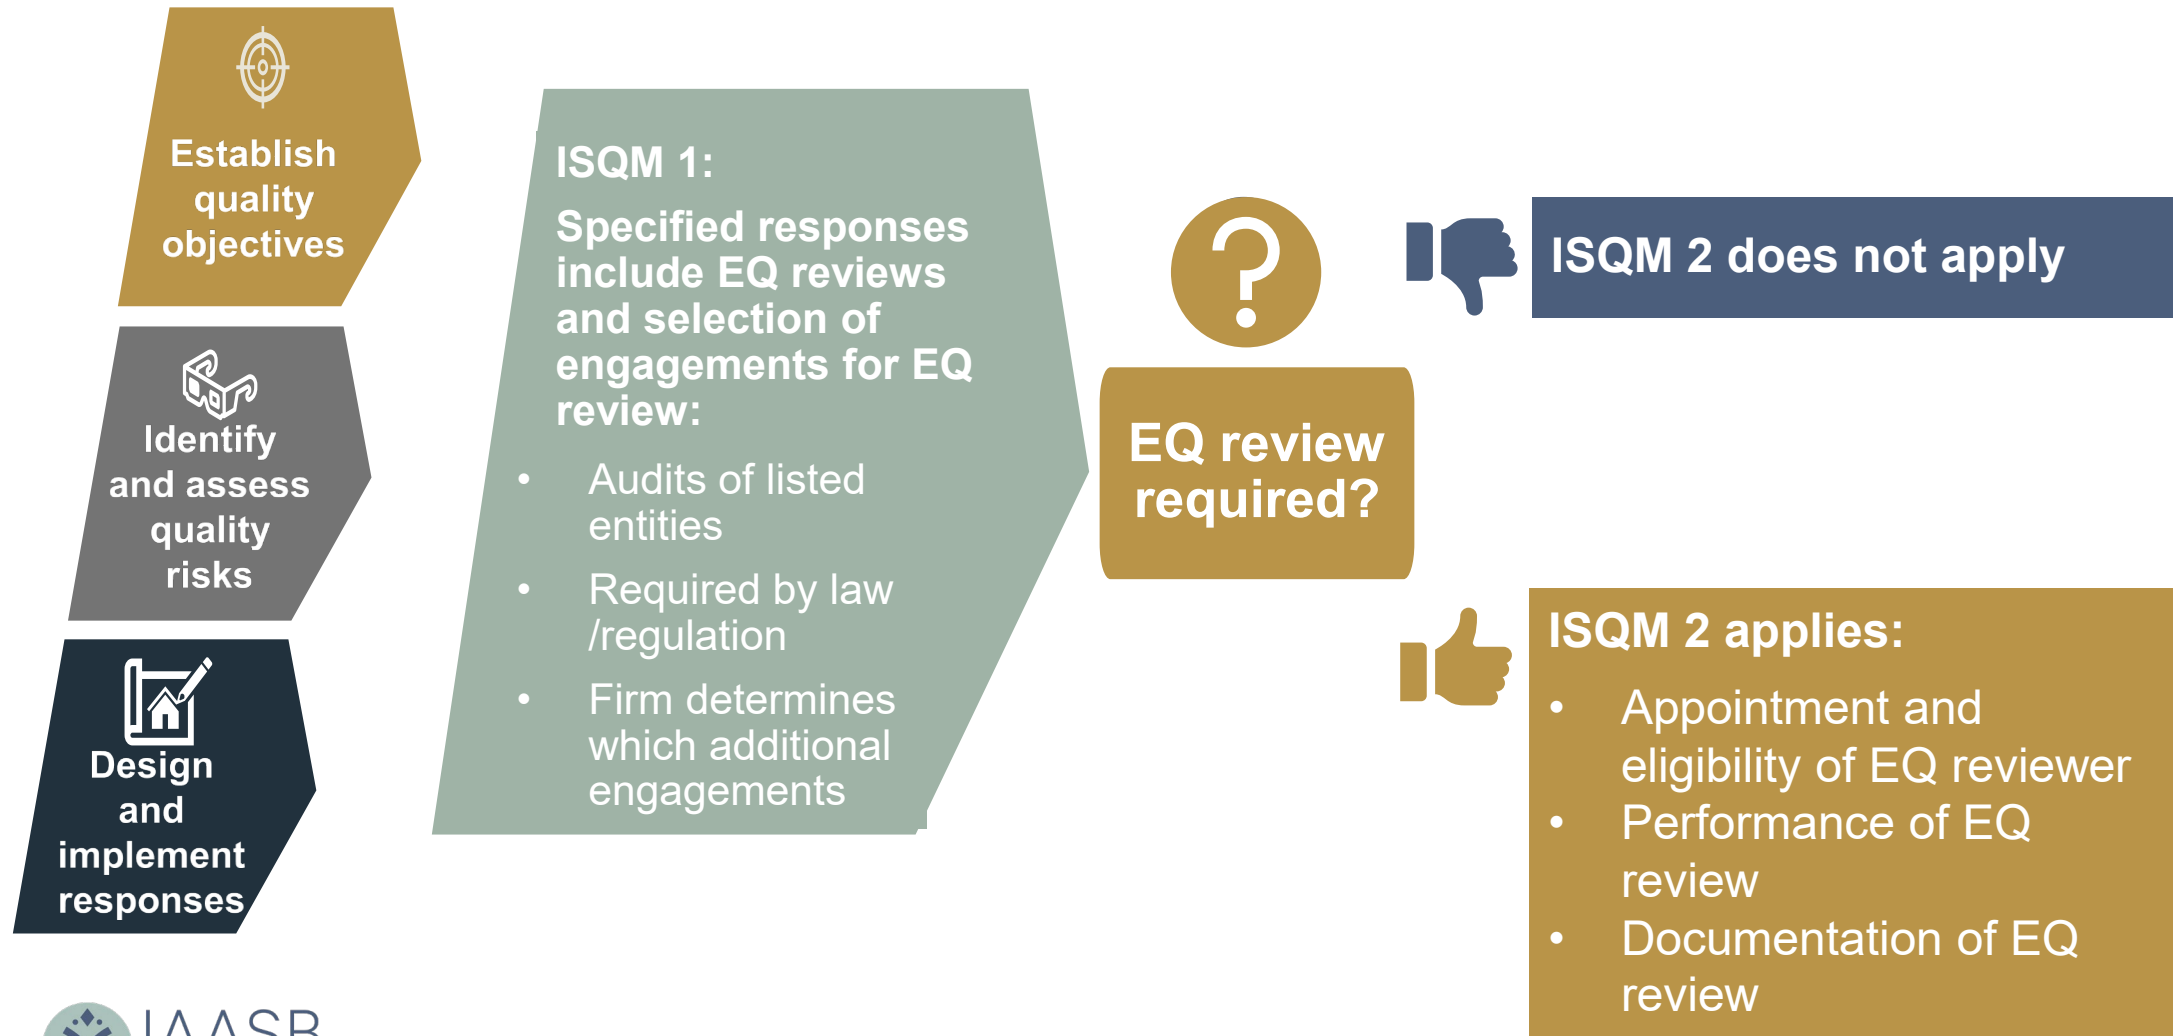 Establish
quality
objectives
Identify
and assess
quality
risks
Design
and
implement
responses
ISQM 1:
Specified responses
include EQ reviews
and selection of
engagements for EQ
review:
• Audits of listed
entities
• Required by law
/regulation
• Firm determines
which additional
engagements
?
EQ review
required?
ISQM 2 does not apply
ISQM 2 applies:
• Appointment and
eligibility of EQ reviewer
• Performance of EQ
review
• Documentation of EQ
review
IAASB